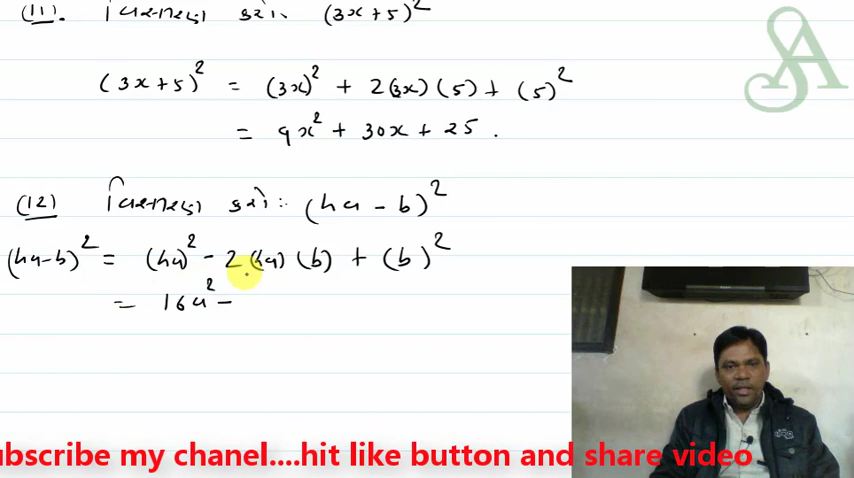 (11). (3x+5)²
(3x+5)² = (3x)² + 2(3x)(5) + (5)²
= 9x² + 30x + 25.
(12) (4a - b)²
(4a-b)² = (4a)² - 2(4a)(b) + (b)²
= 16a² -
ubscribe my chanel....hit like button and share video